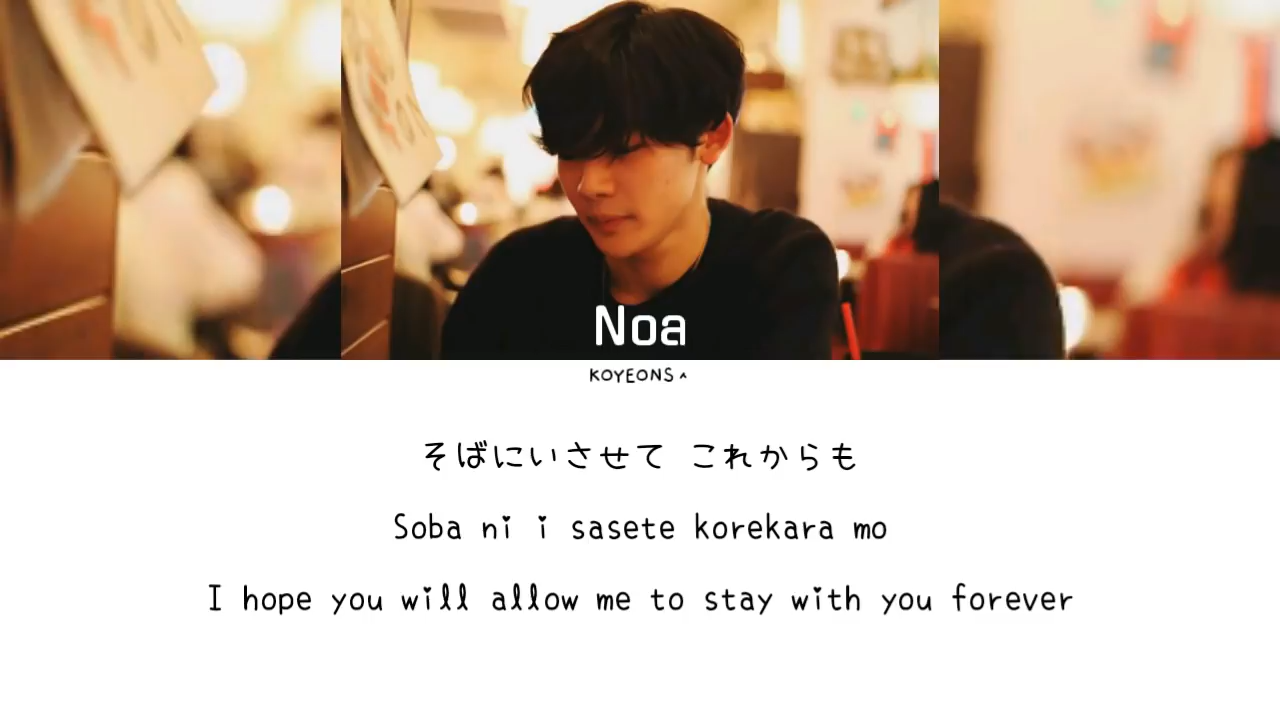 Noa
KOYEONS ^
そばにいさせて これからも
Soba ni i sasete korekara mo
I hope you will allow me to stay with you forever